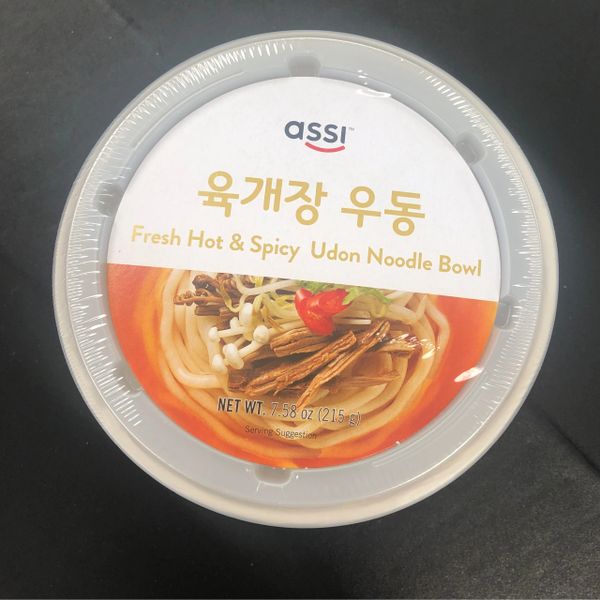 assi™
육개장 우동
Fresh Hot & Spicy Udon Noodle Bowl
NET WT. 7.58 oz (215 g)
Serving Suggestion